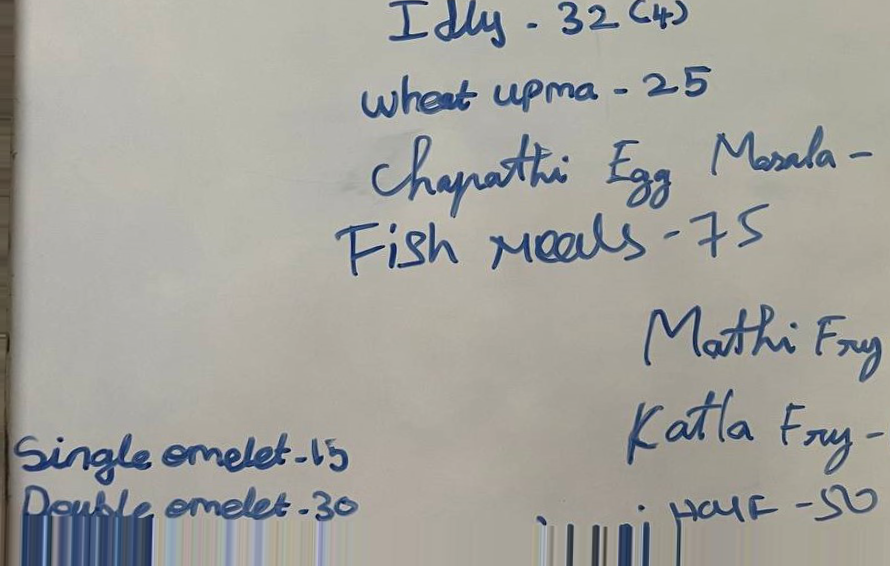 Idly - 32 (4)
wheat upma - 25
Chapathi Egg Masala -
Fish meals - 75
Mathi Fry
Katla Fry -
Single omelet - 15
Double omelet - 30
Half - 50